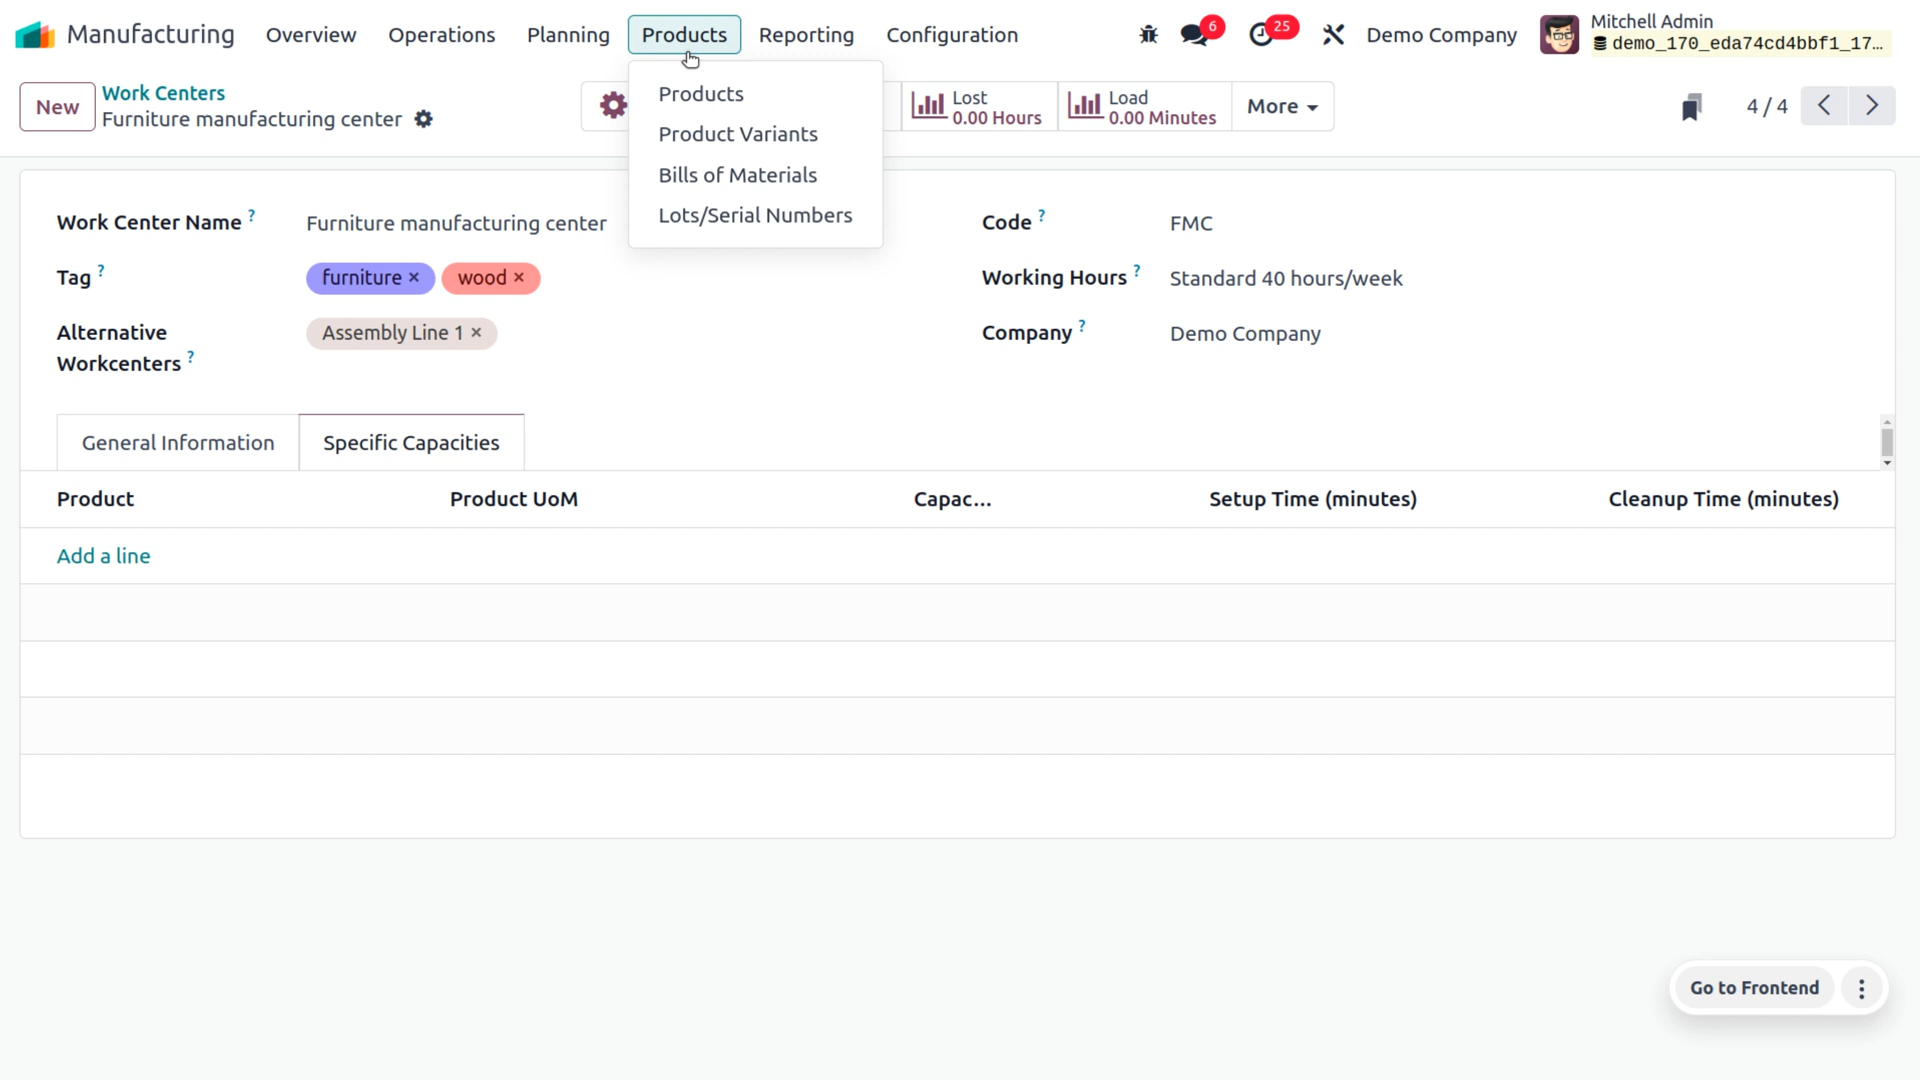 Manufacturing Overview Operations Planning Products Reporting Configuration 6 25 Demo Company Mitchell Admin
demo_170_eda74cd4bbf1_17...
New Work Centers
Furniture manufacturing center
Lost
0.00 Hours
Load
0.00 Minutes
More
4 / 4
Products
Product Variants
Bills of Materials
Lots/Serial Numbers
Work Center Name ? Furniture manufacturing center
Code ? FMC
Tag ? furniture × wood ×
Working Hours ? Standard 40 hours/week
Alternative
Workcenters ? Assembly Line 1 ×
Company ? Demo Company
General Information Specific Capacities
Product Product UoM Capac... Setup Time (minutes) Cleanup Time (minutes)
Add a line
Go to Frontend